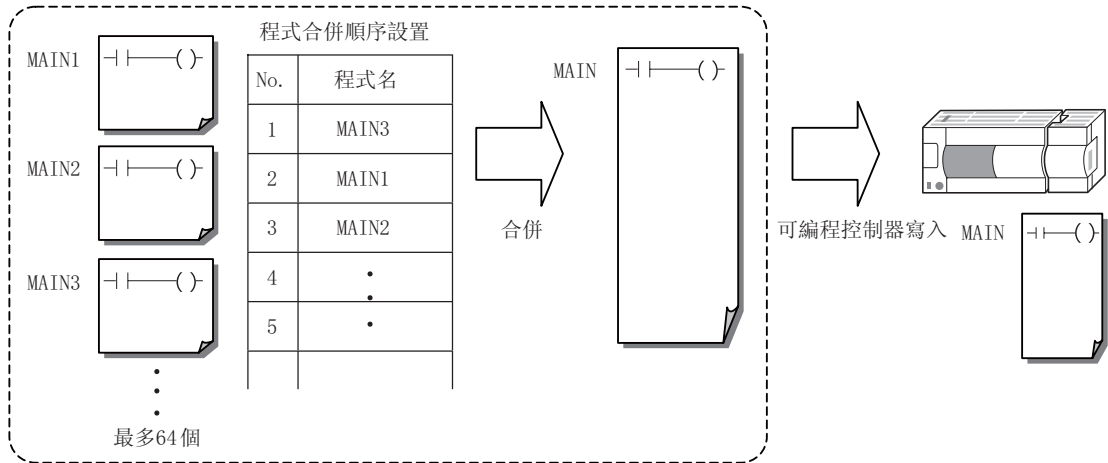 程式合併順序設置
MAIN1
No. 程式名
1 MAIN3
2 MAIN1
3 MAIN2
4
5
MAIN2
MAIN3
最多64個
合併
MAIN
可編程控制器寫入
MAIN